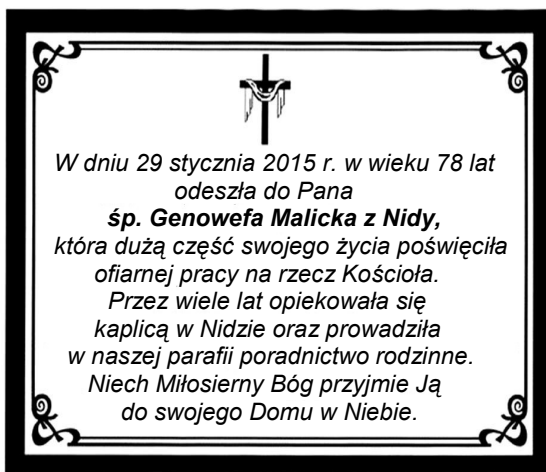 W dniu 29 stycznia 2015 r. w wieku 78 lat
odeszła do Pana
śp. Genowefa Malicka z Nidy,
która dużą część swojego życia poświęciła
ofiarnej pracy na rzecz Kościoła.
Przez wiele lat opiekowała się
kaplicą w Nidzie oraz prowadziła
w naszej parafii poradnictwo rodzinne.
Niech Miłosierny Bóg przyjmie Ją
do swojego Domu w Niebie.